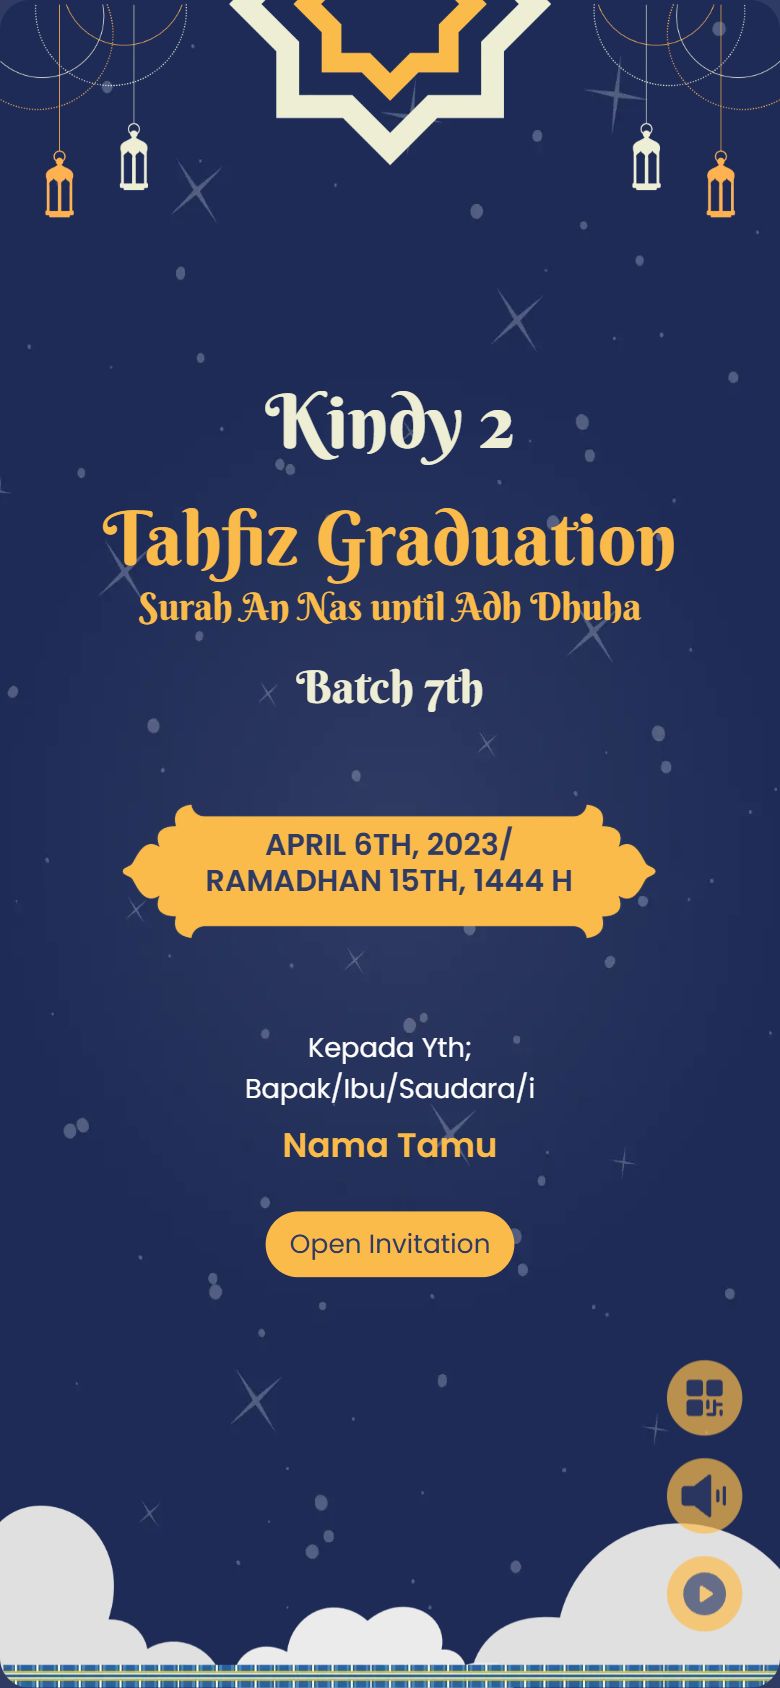 Kindy 2
Tahfiz Graduation
Surah An Nas until Adh Dhuha
Batch 7th
APRIL 6TH, 2023/
RAMADHAN 15TH, 1444 H
Kepada Yth;
Bapak/Ibu/Saudara/i
Nama Tamu
Open Invitation